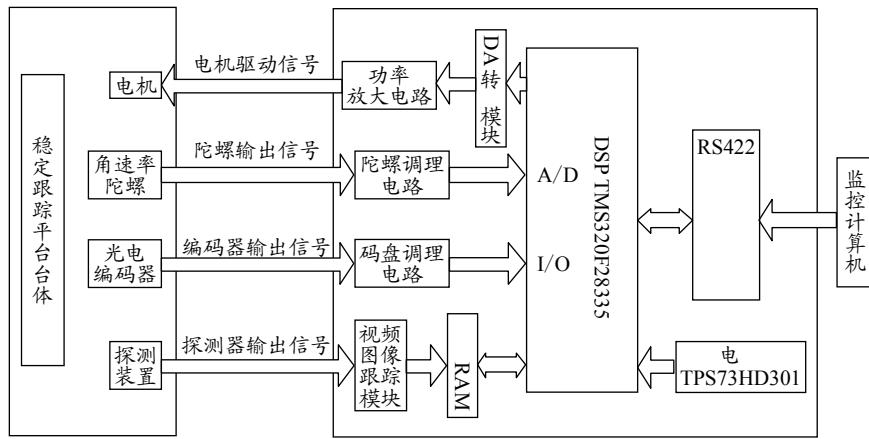 稳定跟踪平台台体
电机
角速率
陀螺
光电
编码器
探测
装置
电机驱动信号
陀螺输出信号
编码器输出信号
探测器输出信号
功率
放大电路
陀螺调理
电路
码盘调理
电路
视频
图像
跟踪
模块
DA转 模块
RAM
A/D
I/O
DSP TMS320F28335
RS422
电
TPS73HD301
监控计算机